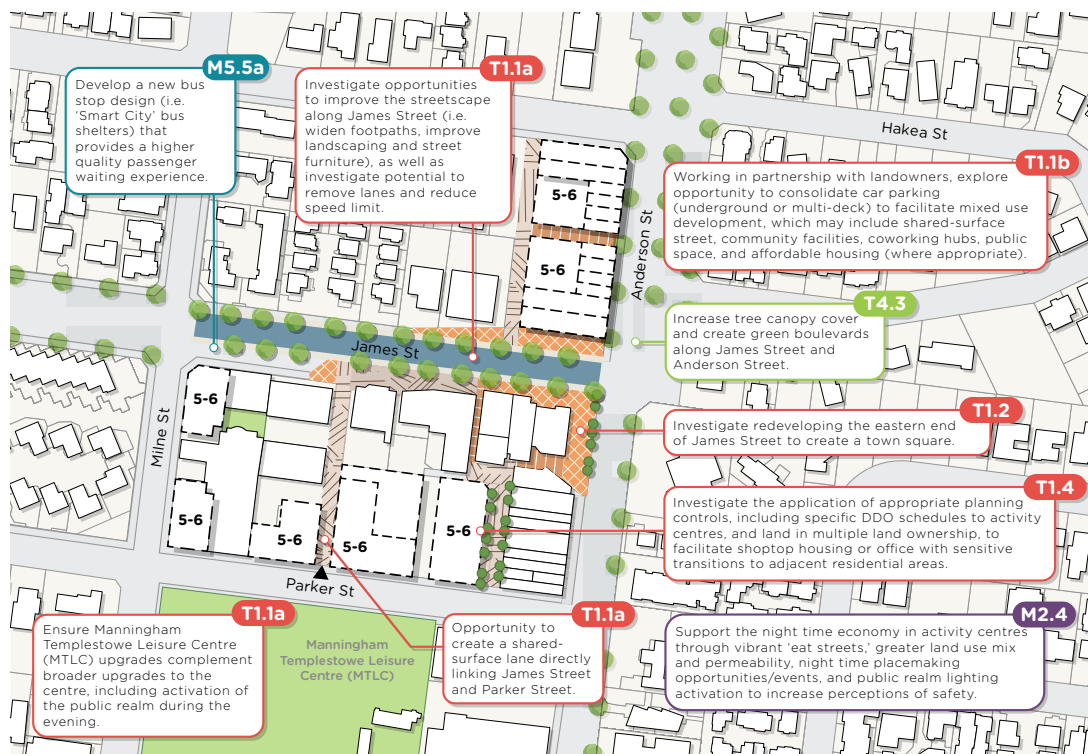 M5.5a
Develop a new bus
stop design (i.e.
‘Smart City’ bus
shelters) that
provides a higher
quality passenger
waiting experience.
T1.1a
Investigate opportunities
to improve the streetscape
along James Street (i.e.
widen footpaths, improve
landscaping and street
furniture), as well as
investigate potential to
remove lanes and reduce
speed limit.
Hakea St
T1.1b
Working in partnership with landowners, explore
opportunity to consolidate car parking
(underground or multi-deck) to facilitate mixed use
development, which may include shared-surface
street, community facilities, coworking hubs, public
space, and affordable housing (where appropriate).
5-6
5-6
Anderson St
T4.3
Increase tree canopy cover
and create green boulevards
along James Street and
Anderson Street.
James St
Milne St
5-6
T1.2
Investigate redeveloping the eastern end
of James Street to create a town square.
T1.4
Investigate the application of appropriate planning
controls, including specific DDO schedules to activity
centres, and land in multiple land ownership, to
facilitate shoptop housing or office with sensitive
transitions to adjacent residential areas.
5-6
5-6
5-6
5-6
Parker St
T1.1a
Ensure Manningham
Templestowe Leisure Centre
(MTLC) upgrades complement
broader upgrades to the
centre, including activation of
the public realm during the
evening.
Manningham
Templestowe Leisure
Centre (MTLC)
T1.1a
Opportunity to
create a shared-
surface lane directly
linking James Street
and Parker Street.
M2.4
Support the night time economy in activity centres
through vibrant ‘eat streets,’ greater land use mix
and permeability, night time placemaking
opportunities/events, and public realm lighting
activation to increase perceptions of safety.